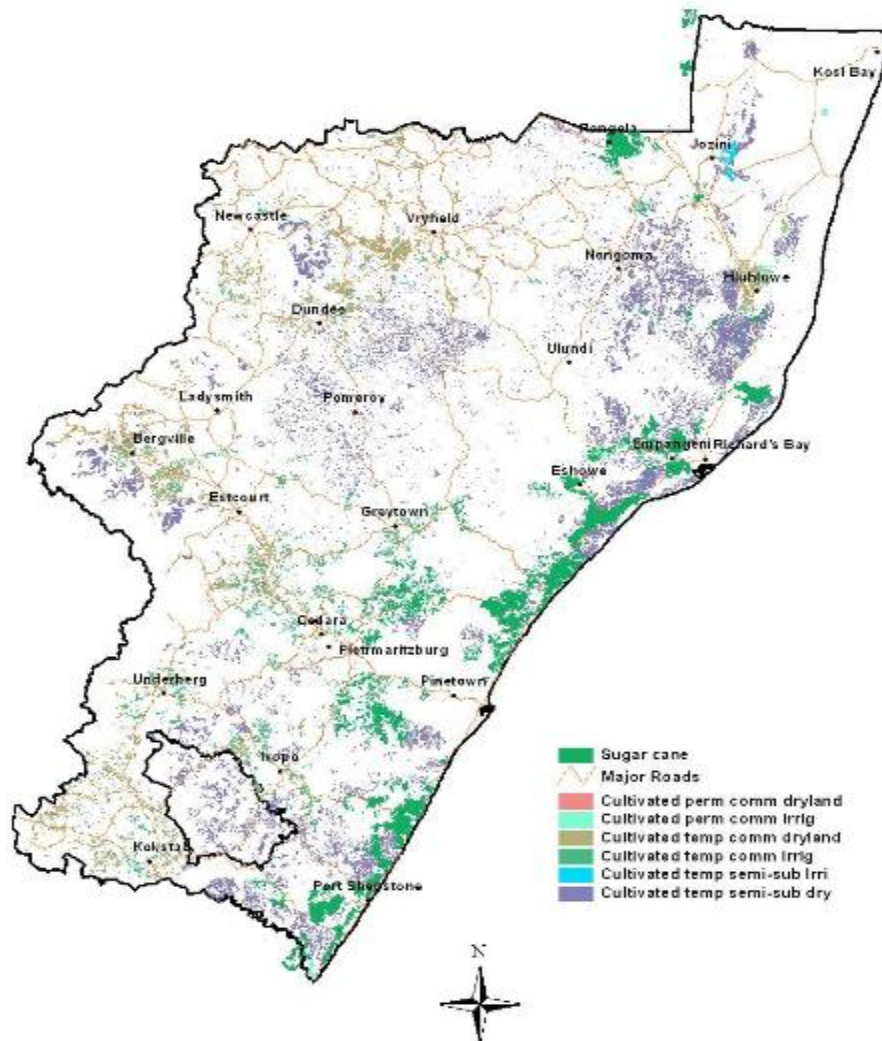 Kosi Bay
Pongola
Jozini
Newcastle
Vryheid
Nongoma
Hluhluwe
Dundee
Ulundi
Ladysmith
Pomeroy
Bergville
Empangeni
Richard's Bay
Eshowe
Estcourt
Greytown
Cedara
Pietrmaritzburg
Underberg
Pinetown
Ixopo
Kokstad
Port Shepstone
Sugar cane
Major Roads
Cultivated perm comm dryland
Cultivated perm comm irrig
Cultivated temp comm dryland
Cultivated temp comm irrig
Cultivated temp semi-sub irri
Cultivated temp semi-sub dry
N